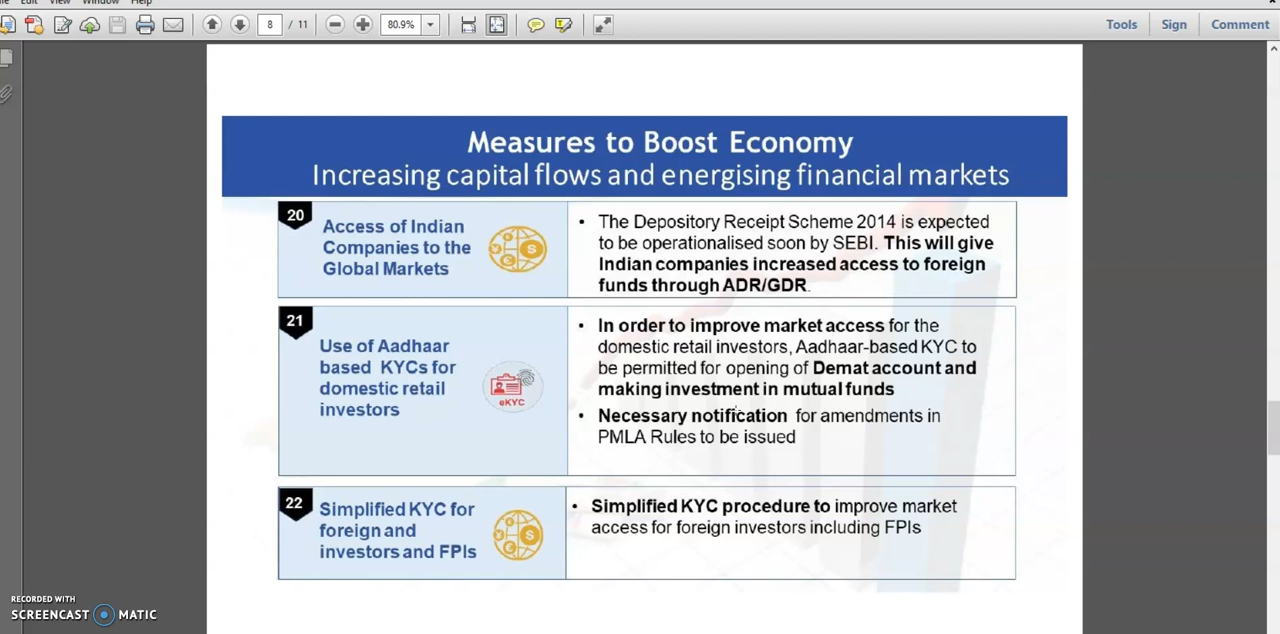 Edit View Window Help
8 / 11 80.9% Tools Sign Comment
Measures to Boost Economy
Increasing capital flows and energising financial markets
20
Access of Indian
Companies to the
Global Markets
• The Depository Receipt Scheme 2014 is expected
to be operationalised soon by SEBI. This will give
Indian companies increased access to foreign
funds through ADR/GDR.
21
Use of Aadhaar
based KYCs for
domestic retail
investors
eKYC
• In order to improve market access for the
domestic retail investors, Aadhaar-based KYC to
be permitted for opening of Demat account and
making investment in mutual funds
• Necessary notification for amendments in
PMLA Rules to be issued
22
Simplified KYC for
foreign and
investors and FPIs
• Simplified KYC procedure to improve market
access for foreign investors including FPIs
RECORDED WITH
SCREENCAST MATIC